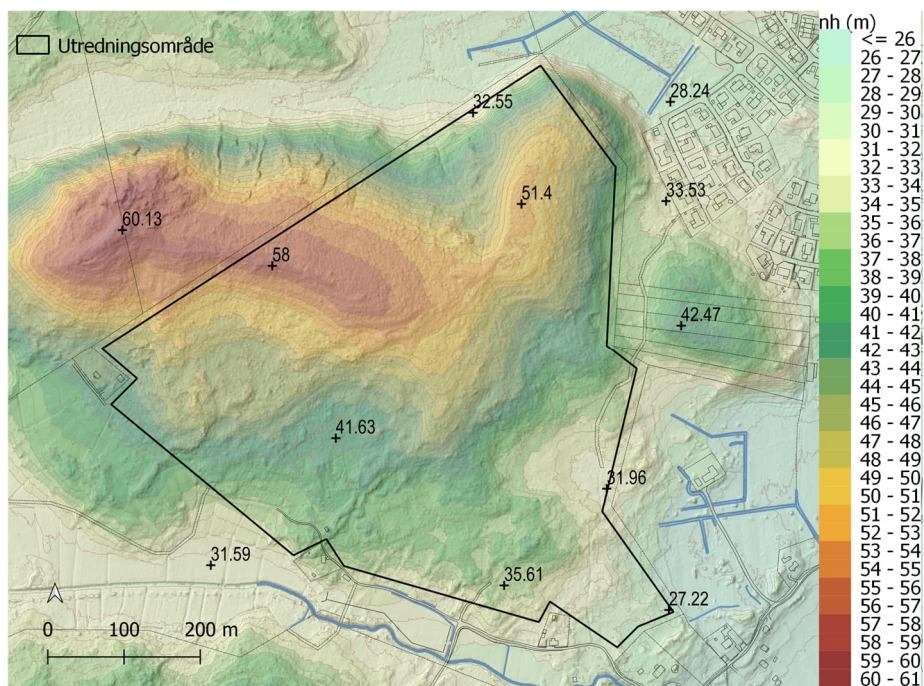 Utredningsområde
32.55
28.24
51.4
33.53
60.13
58
42.47
41.63
31.96
31.59
35.61
27.22
0 100 200 m
nh (m)
<= 26
26 - 27
27 - 28
28 - 29
29 - 30
30 - 31
31 - 32
32 - 33
33 - 34
34 - 35
35 - 36
36 - 37
37 - 38
38 - 39
39 - 40
40 - 41
41 - 42
42 - 43
43 - 44
44 - 45
45 - 46
46 - 47
47 - 48
48 - 49
49 - 50
50 - 51
51 - 52
52 - 53
53 - 54
54 - 55
55 - 56
56 - 57
57 - 58
58 - 59
59 - 60
60 - 61